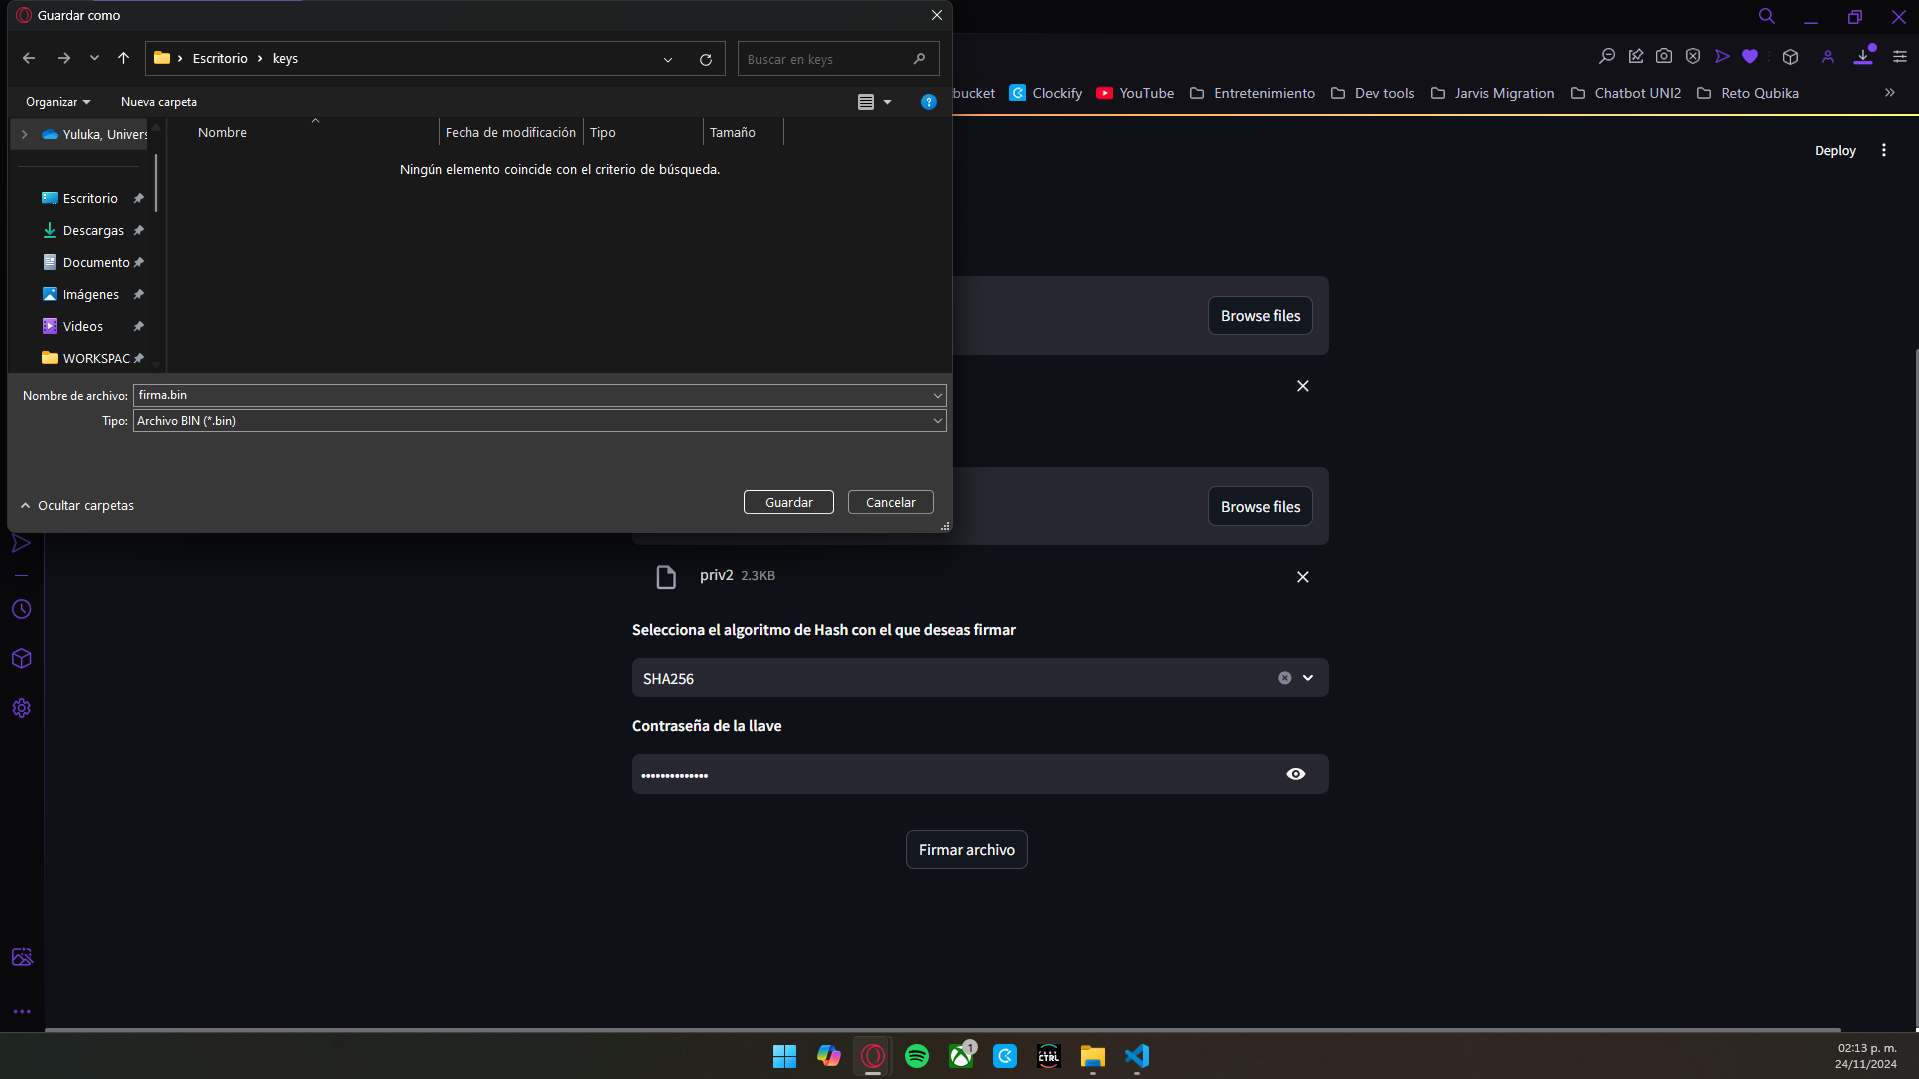 Guardar como
Escritorio
keys
Buscar en keys
Organizar
Nueva carpeta
Yuluka, Univers
Nombre
Fecha de modificación
Tipo
Tamaño
Ningún elemento coincide con el criterio de búsqueda.
Escritorio
Descargas
Documento
Imágenes
Videos
WORKSPAC
Nombre de archivo: firma.bin
Tipo: Archivo BIN (*.bin)
Ocultar carpetas
Guardar
Cancelar
bucket
Clockify
YouTube
Entretenimiento
Dev tools
Jarvis Migration
Chatbot UNI2
Reto Qubika
Deploy
Browse files
Browse files
priv2 2.3KB
Selecciona el algoritmo de Hash con el que deseas firmar
SHA256
Contraseña de la llave
Firmar archivo
1
CTRL
02:13 p. m.
24/11/2024